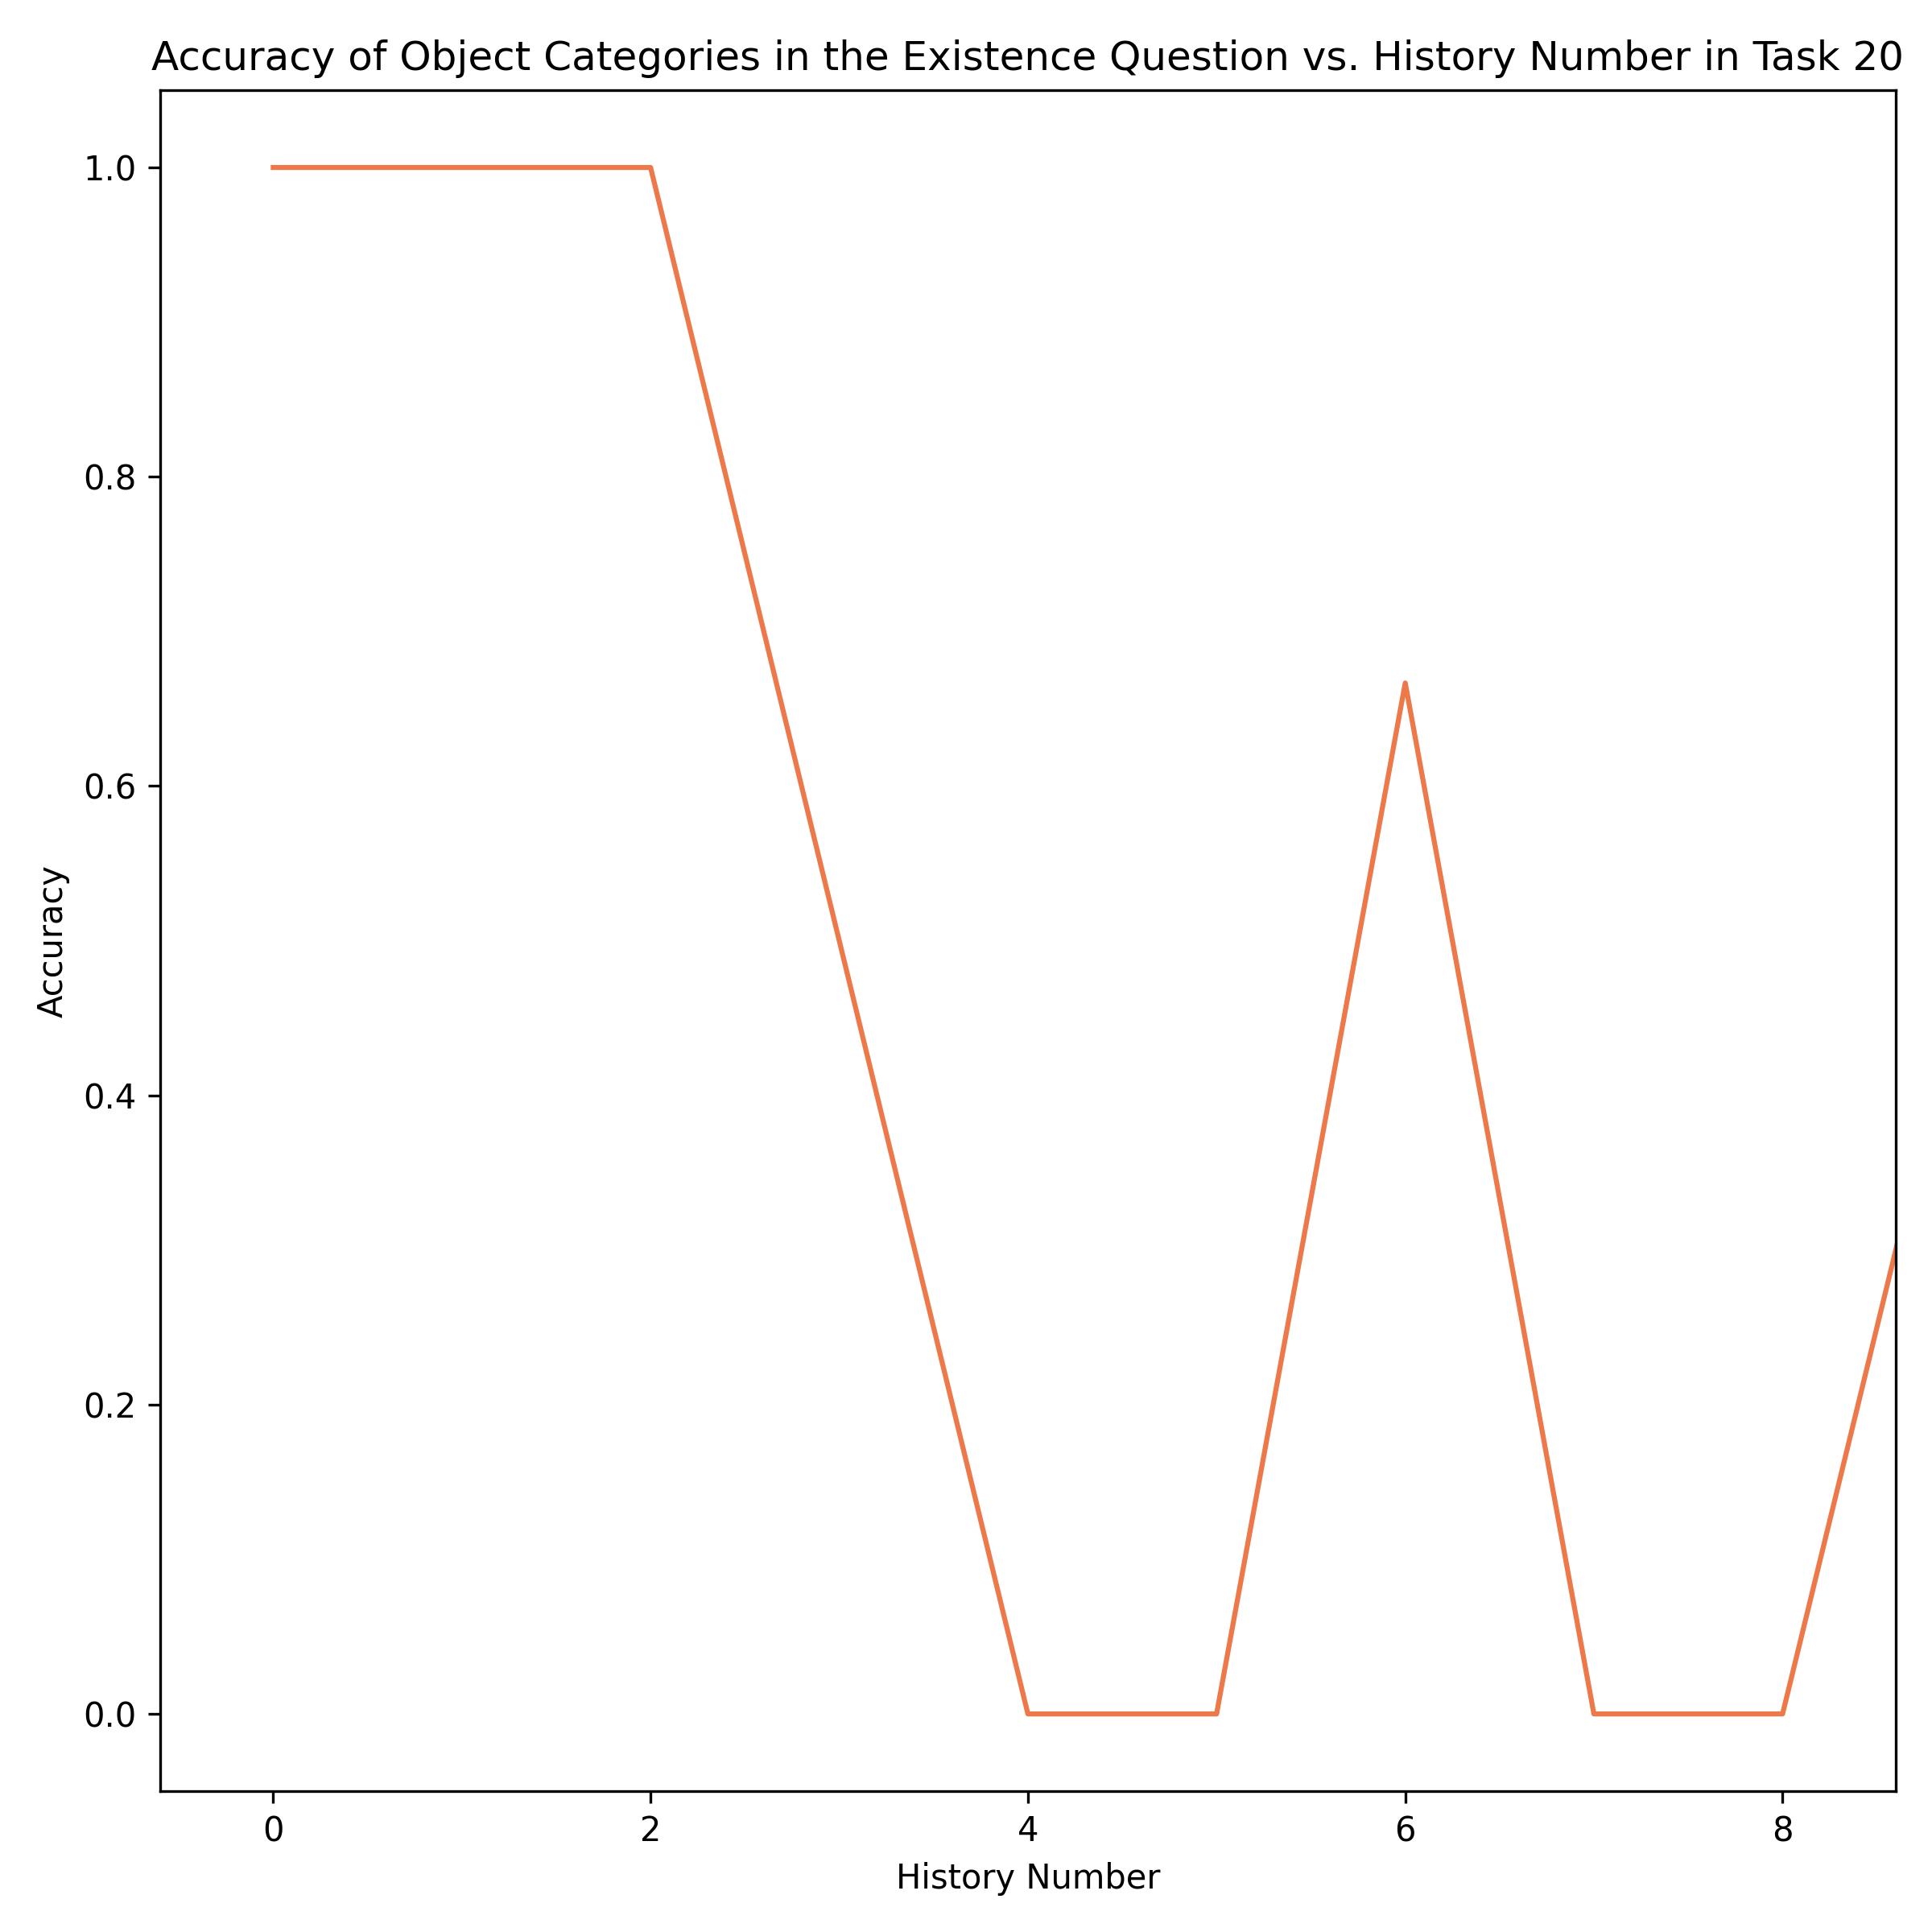 Accuracy of Object Categories in the Existence Question vs. History Number in Task 20
1.0
0.8
0.6
0.4
0.2
0.0
Accuracy
0 2 4 6 8
History Number